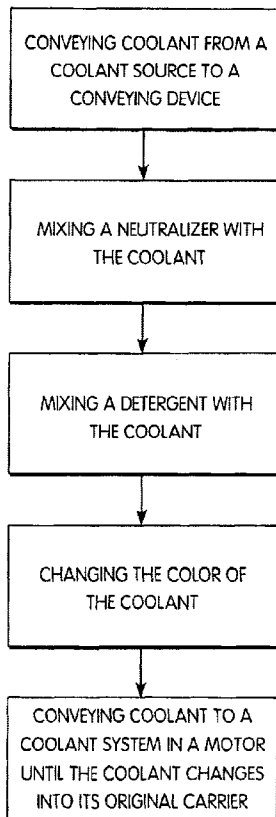 CONVEYING COOLANT FROM A
COOLANT SOURCE TO A
CONVEYING DEVICE
MIXING A NEUTRALIZER WITH
THE COOLANT
MIXING A DETERGENT WITH
THE COOLANT
CHANGING THE COLOR OF
THE COOLANT
CONVEYING COOLANT TO A
COOLANT SYSTEM IN A MOTOR
UNTIL THE COOLANT CHANGES
INTO ITS ORIGINAL CARRIER